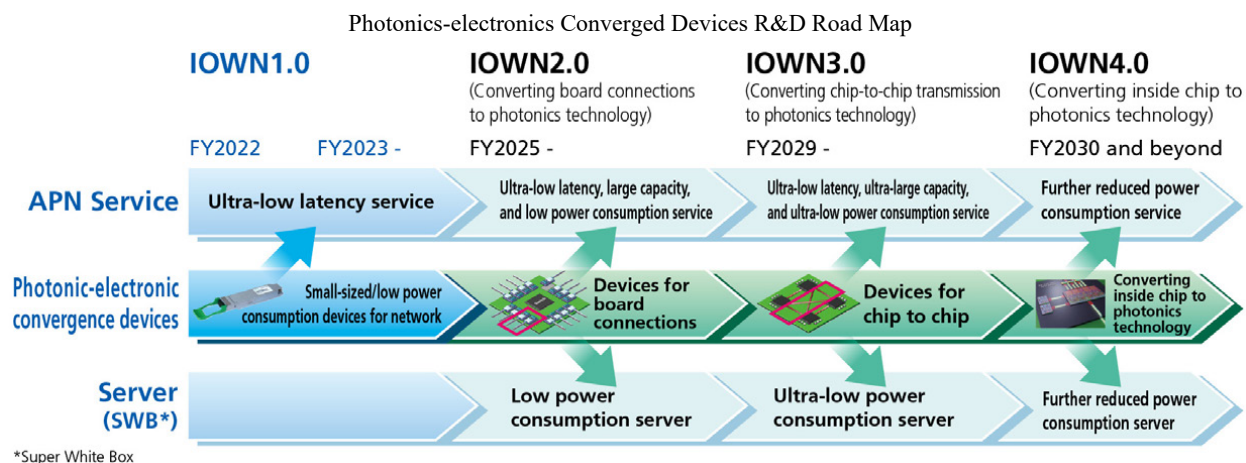 Photonics-electronics Converged Devices R&D Road Map
IOWN1.0
IOWN2.0
(Converting board connections
to photonics technology)
IOWN3.0
(Converting chip-to-chip transmission
to photonics technology)
IOWN4.0
(Converting inside chip to
photonics technology)
FY2022
FY2023 -
FY2025 -
FY2029 -
FY2030 and beyond
APN Service
Ultra-low latency service
Ultra-low latency, large capacity,
and low power consumption service
Ultra-low latency, ultra-large capacity,
and ultra-low power consumption service
Further reduced power
consumption service
Photonic-electronic
convergence devices
Small-sized/low power
consumption devices for network
Devices for
board
connections
Devices for
chip to chip
Converting
inside chip to
photonics
technology
Server
(SWB*)
Low power
consumption server
Ultra-low power
consumption server
Further reduced power
consumption server
*Super White Box